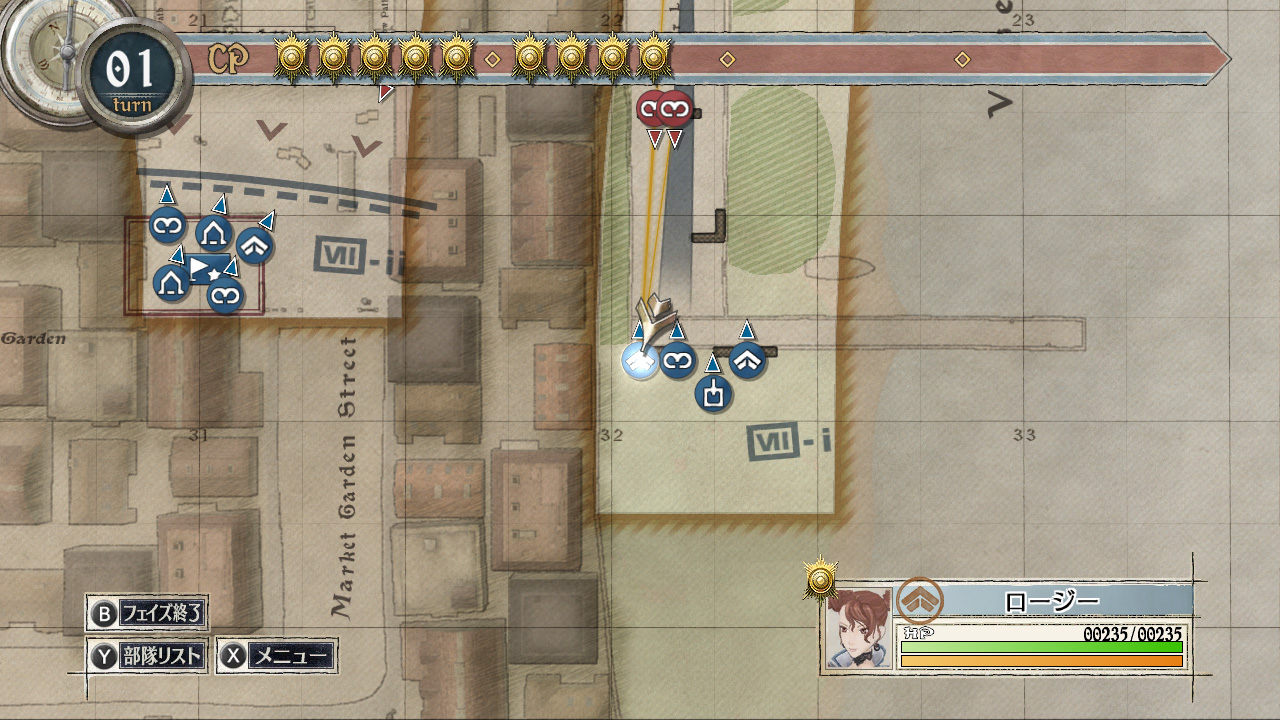 21
22
23
01
turn
CP
VII-ii
Garden
Market Garden Street
31
32
33
VII-i
B フェイズ終了
Y 部隊リスト
X メニュー
ロージー
HP 00235/00235